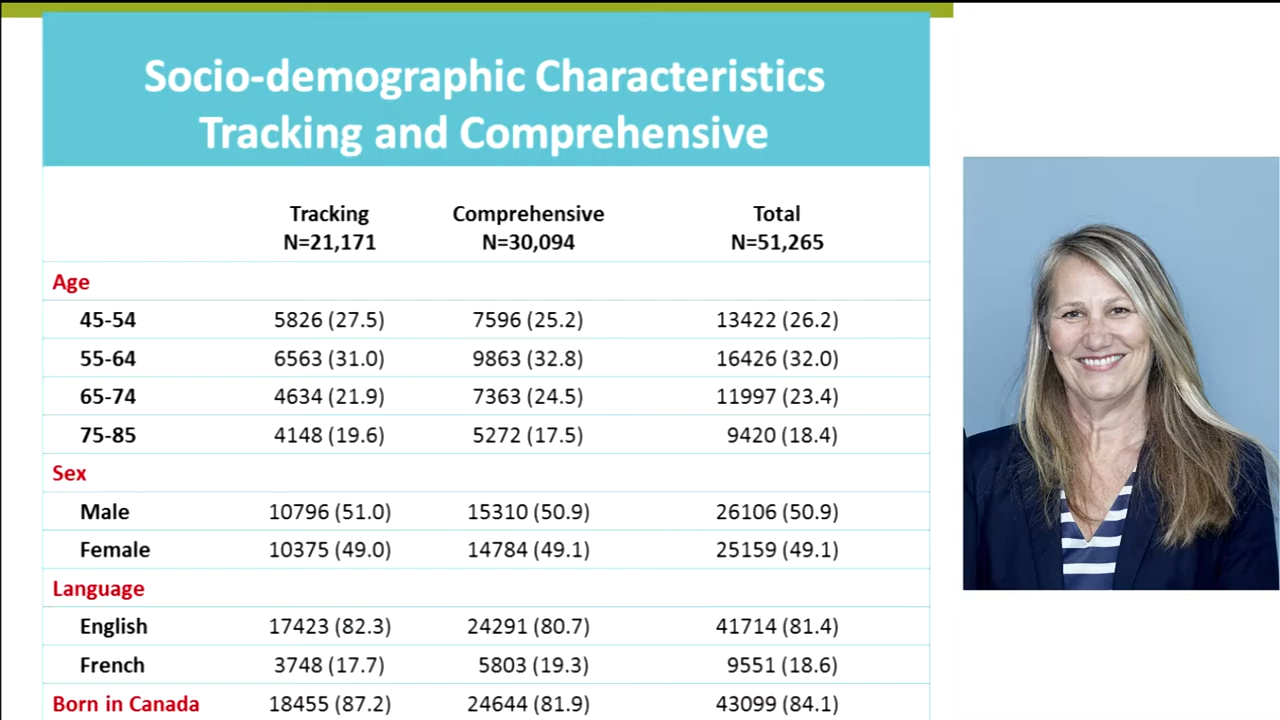 Socio-demographic Characteristics
Tracking and Comprehensive
Tracking Comprehensive Total
N=21,171 N=30,094 N=51,265
Age
45-54 5826 (27.5) 7596 (25.2) 13422 (26.2)
55-64 6563 (31.0) 9863 (32.8) 16426 (32.0)
65-74 4634 (21.9) 7363 (24.5) 11997 (23.4)
75-85 4148 (19.6) 5272 (17.5) 9420 (18.4)
Sex
Male 10796 (51.0) 15310 (50.9) 26106 (50.9)
Female 10375 (49.0) 14784 (49.1) 25159 (49.1)
Language
English 17423 (82.3) 24291 (80.7) 41714 (81.4)
French 3748 (17.7) 5803 (19.3) 9551 (18.6)
Born in Canada 18455 (87.2) 24644 (81.9) 43099 (84.1)